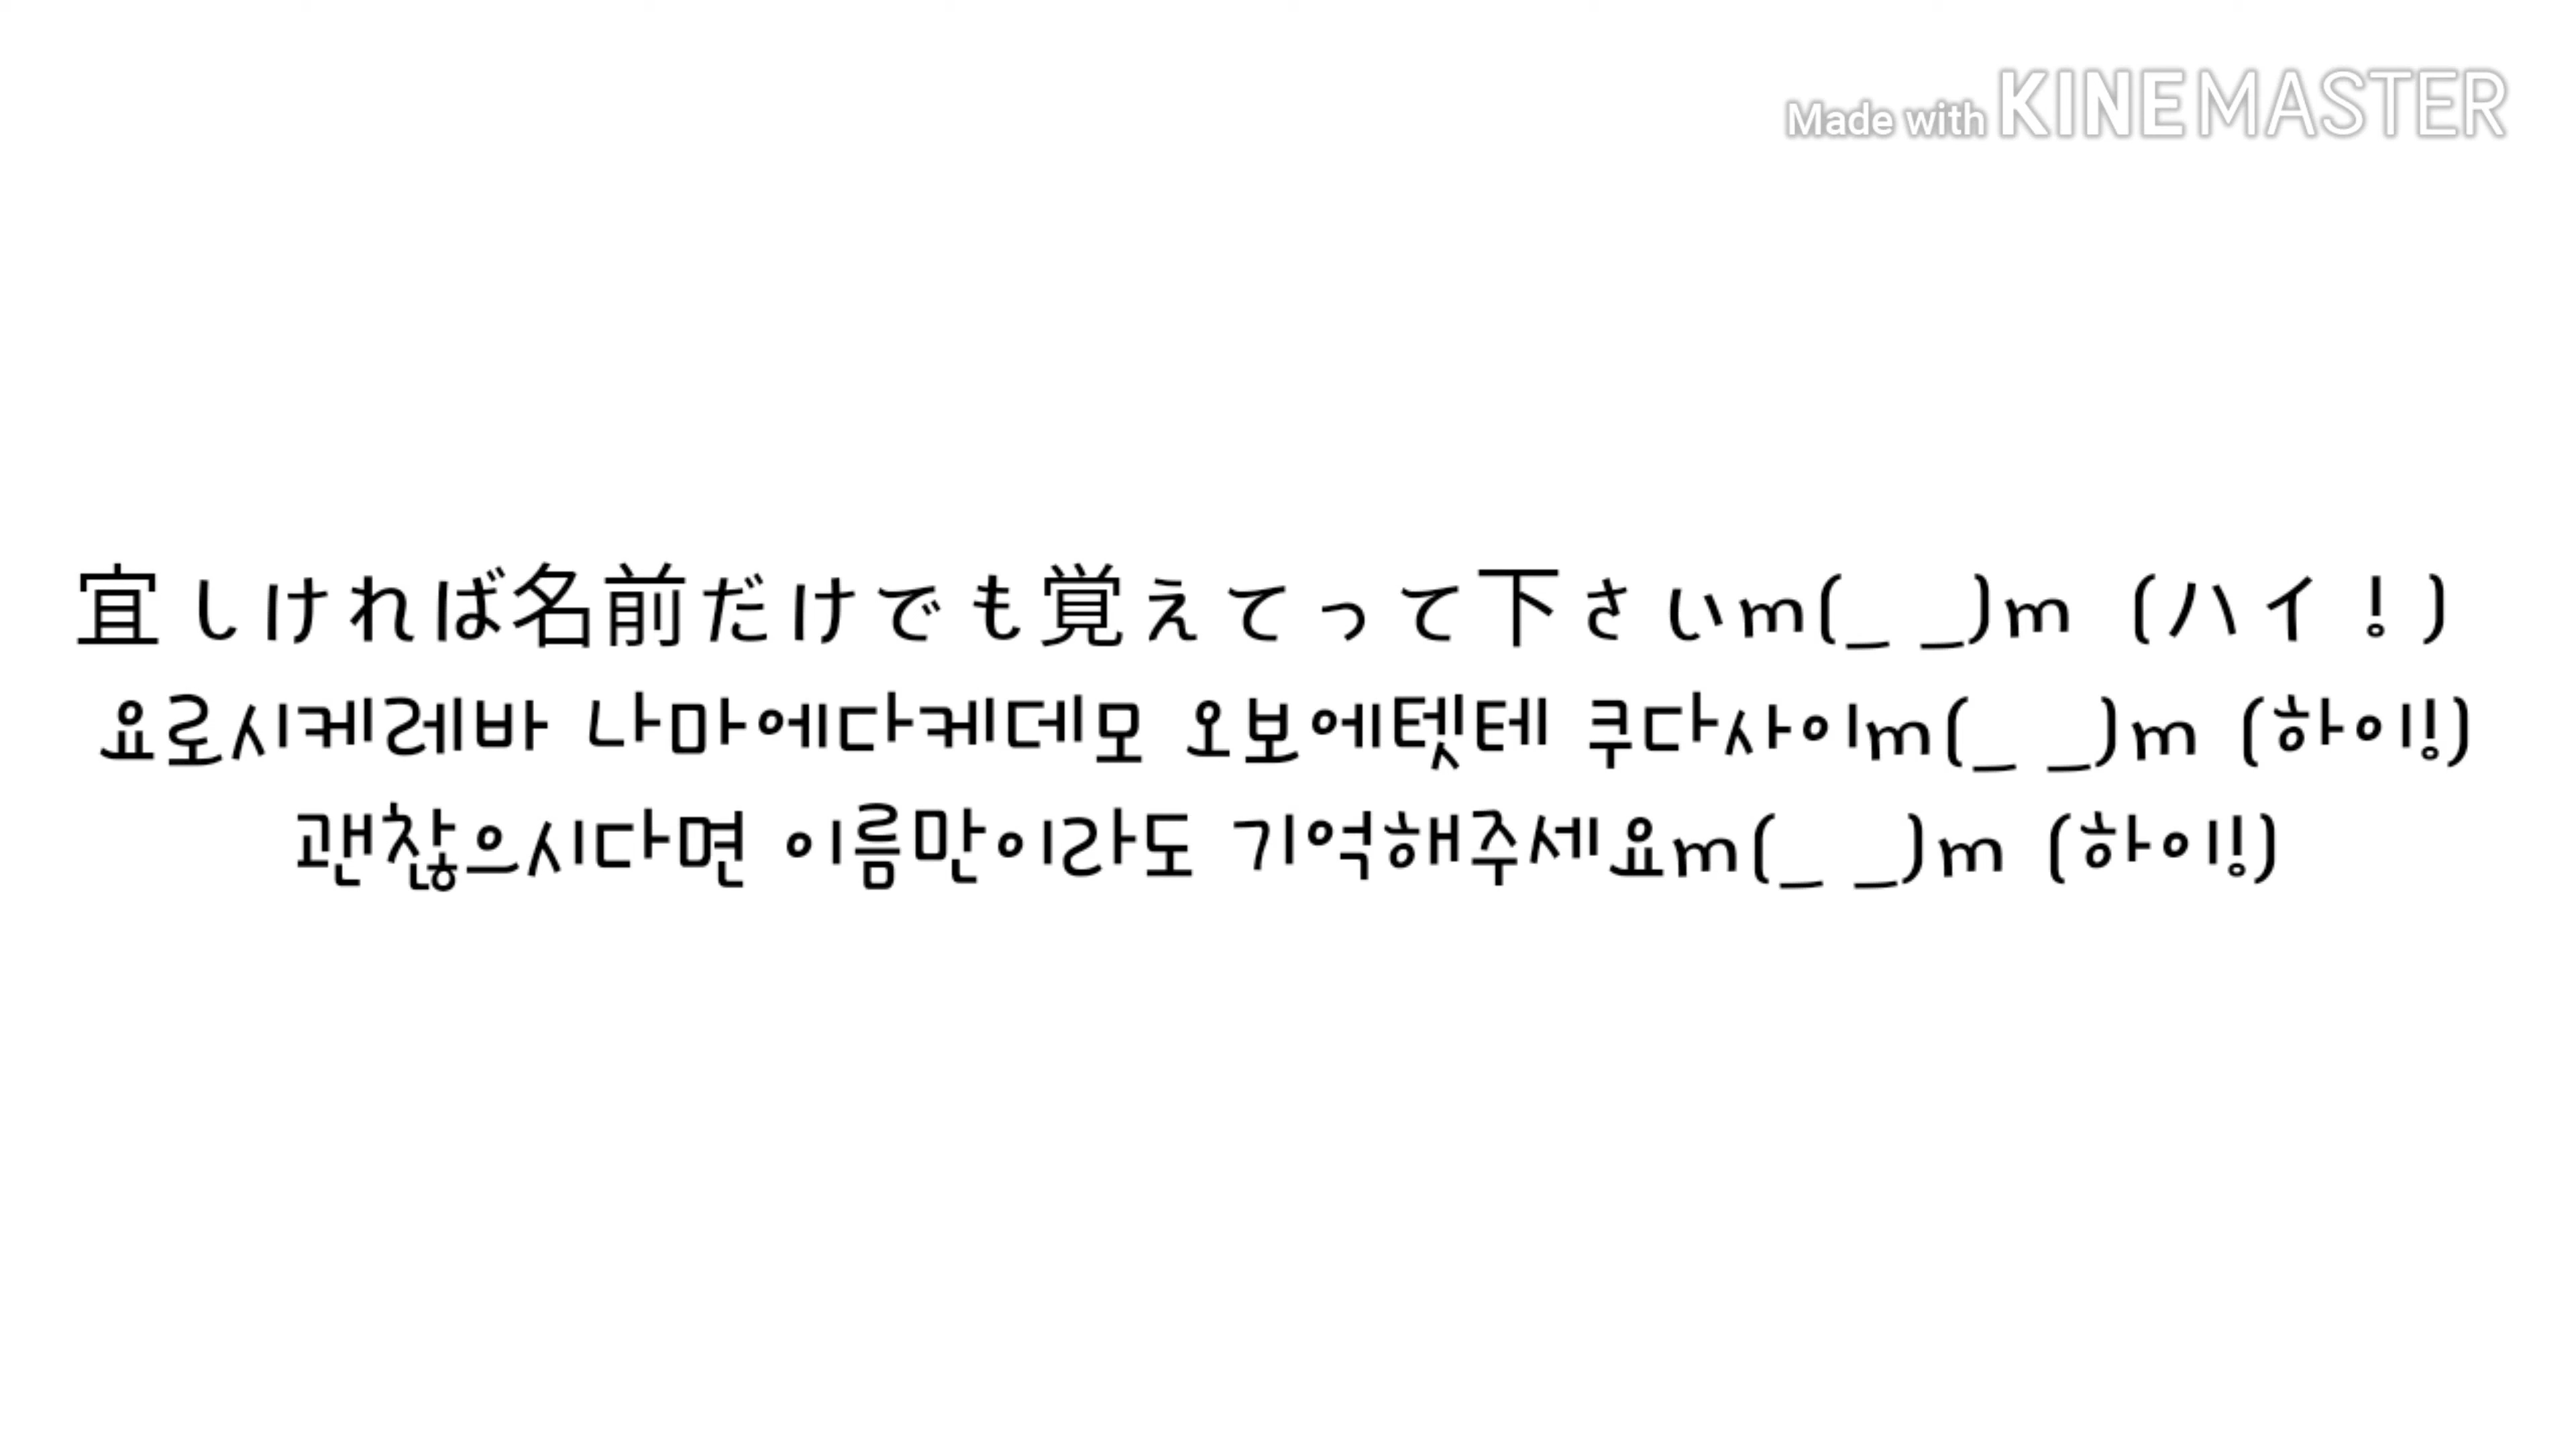 Made with KINEMASTER
宜しければ名前だけでも覚えてって下さいm(_ _)m (ハイ！)
요로시케레바 나마에다케데모 오보에텟테 쿠다사이m(_ _)m (하이!)
괜찮으시다면 이름만이라도 기억해주세요m(_ _)m (하이!)